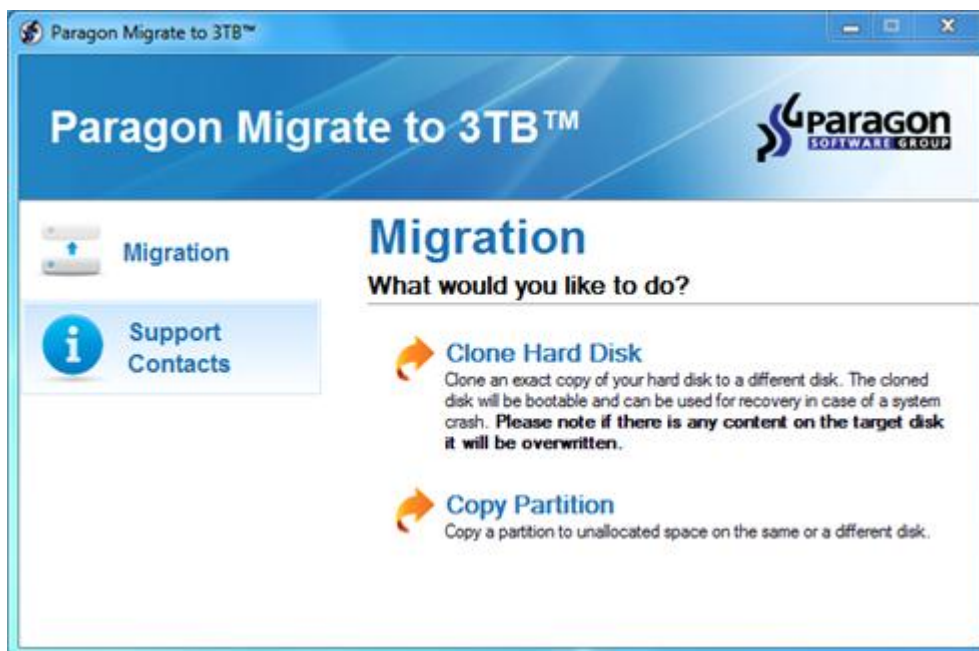 Paragon Migrate to 3TB™
Paragon Migrate to 3TB™
Paragon
SOFTWARE GROUP
Migration
Support
Contacts
Migration
What would you like to do?
Clone Hard Disk
Clone an exact copy of your hard disk to a different disk. The cloned
disk will be bootable and can be used for recovery in case of a system
crash. Please note if there is any content on the target disk
it will be overwritten.
Copy Partition
Copy a partition to unallocated space on the same or a different disk.